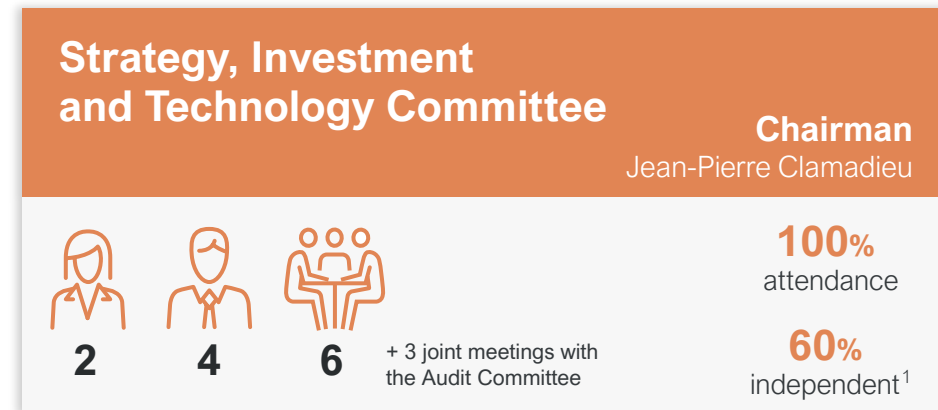 Strategy, Investment
and Technology Committee
Chairman
Jean-Pierre Clamadieu
100%
attendance
2
4
6
+ 3 joint meetings with
the Audit Committee
60%
independent1